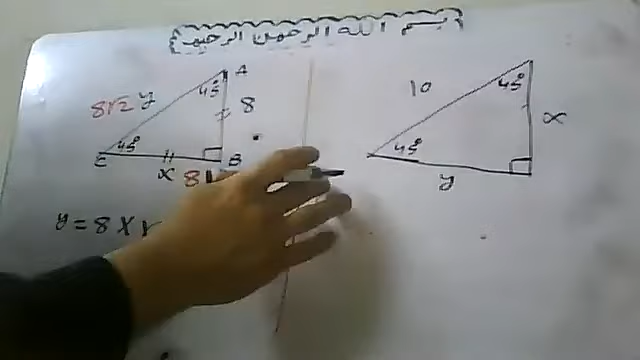 بسم الله الرحمن الرحيم
A
45°
8√2 y
8
45°
E
B
x 8
y = 8 ×
10
45°
x
45°
y